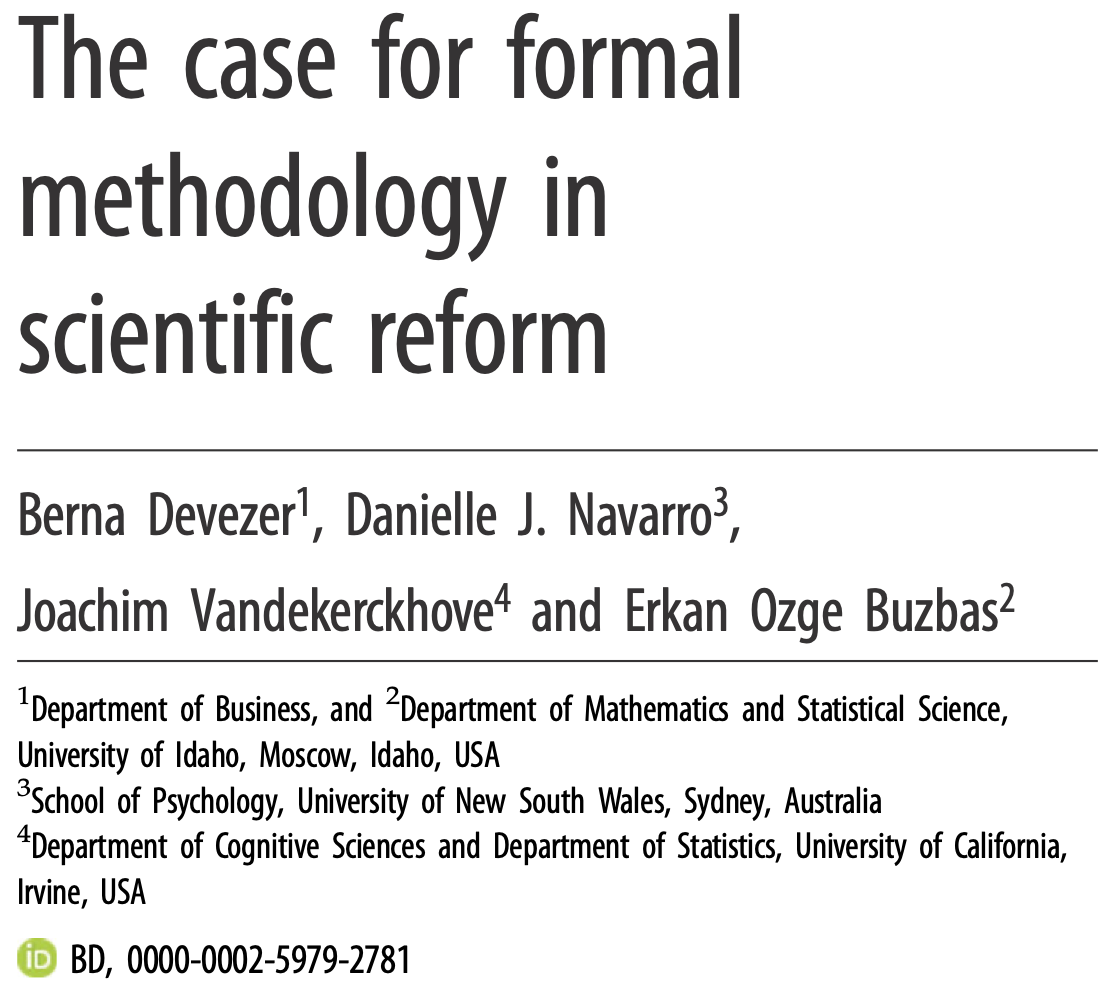 The case for formal
methodology in
scientific reform
Berna Devezer1, Danielle J. Navarro3,
Joachim Vandekerckhove4 and Erkan Ozge Buzbas2
1Department of Business, and 2Department of Mathematics and Statistical Science,
University of Idaho, Moscow, Idaho, USA
3School of Psychology, University of New South Wales, Sydney, Australia
4Department of Cognitive Sciences and Department of Statistics, University of California,
Irvine, USA
iD BD, 0000-0002-5979-2781